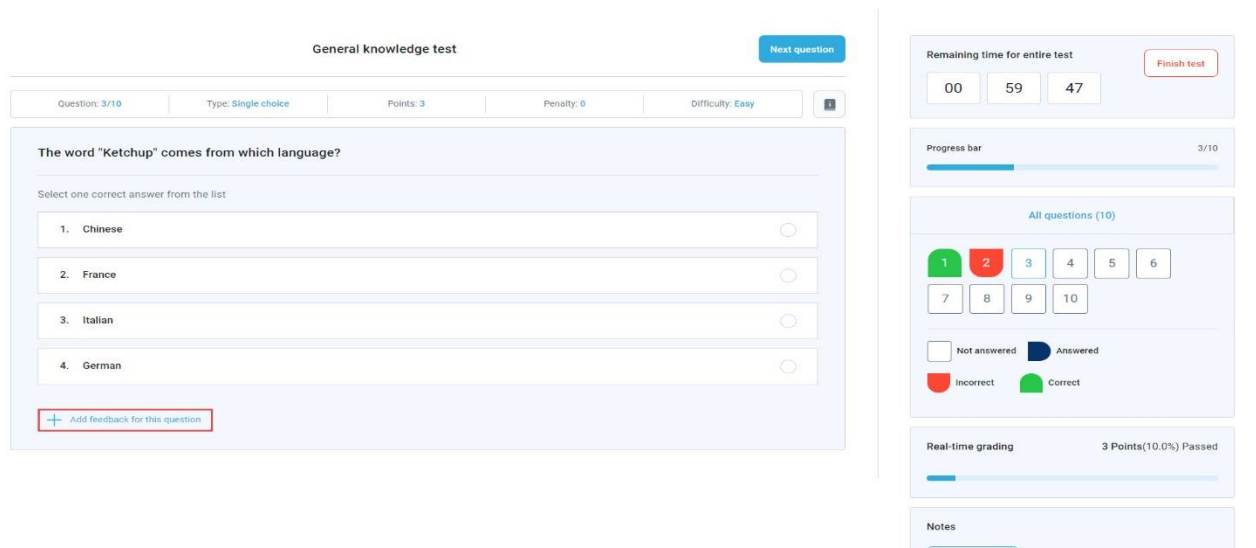 General knowledge test
Next question
Question: 3/10
Type: Single choice
Points: 3
Penalty: 0
Difficulty: Easy
The word "Ketchup" comes from which language?
Select one correct answer from the list
1. Chinese
2. France
3. Italian
4. German
Add feedback for this question
Remaining time for entire test
Finish test
00 59 47
Progress bar 3/10
All questions (10)
1 2 3 4 5 6
7 8 9 10
Not answered Answered
Incorrect Correct
Real-time grading 3 Points(10.0%) Passed
Notes